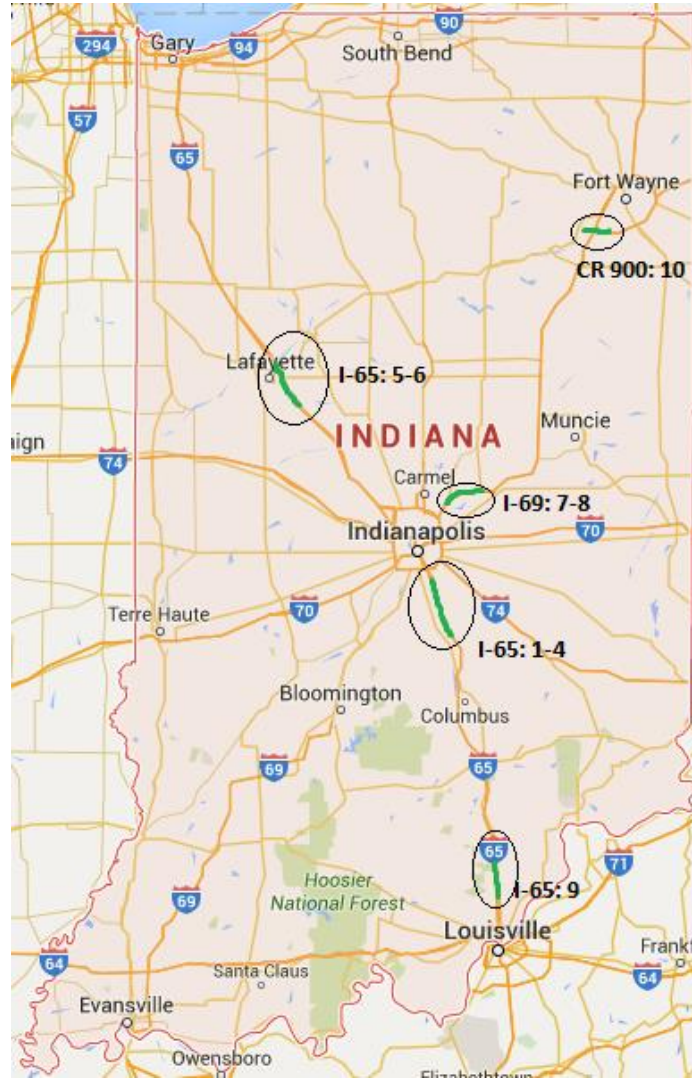 294
Gary
94
90
South Bend
57
65
Fort Wayne
CR 900: 10
Lafayette
I-65: 5-6
Muncie
INDIANA
aign
74
Carmel
I-69: 7-8
Indianapolis
70
Terre Haute
70
74
I-65: 1-4
Bloomington
Columbus
69
65
65
71
Hoosier
National Forest
69
I-65: 9
Louisville
Frankf
64
Santa Claus
64
Evansville
Owensboro
Elizabethtown